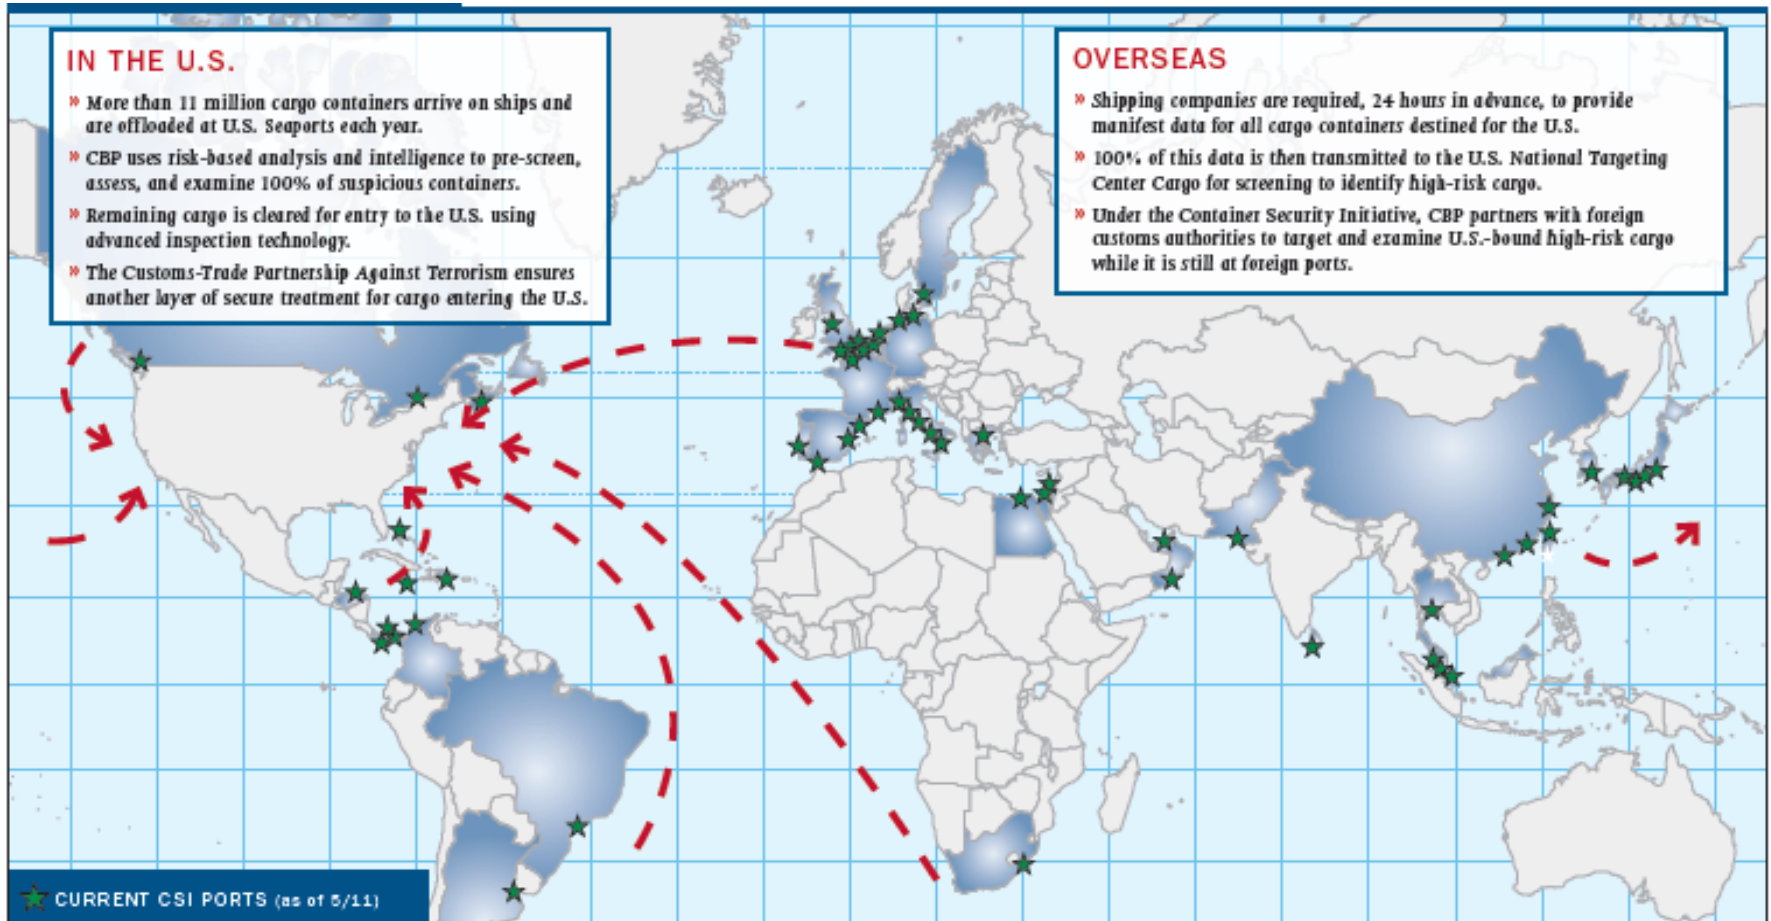 IN THE U.S.
» More than 11 million cargo containers arrive on ships and
are offloaded at U.S. Seaports each year.
» CBP uses risk-based analysis and intelligence to pre-screen,
assess, and examine 100% of suspicious containers.
» Remaining cargo is cleared for entry to the U.S. using
advanced inspection technology.
» The Customs-Trade Partnership Against Terrorism ensures
another layer of secure treatment for cargo entering the U.S.
OVERSEAS
» Shipping companies are required, 24 hours in advance, to provide
manifest data for all cargo containers destined for the U.S.
» 100% of this data is then transmitted to the U.S. National Targeting
Center Cargo for screening to identify high-risk cargo.
» Under the Container Security Initiative, CBP partners with foreign
customs authorities to target and examine U.S.-bound high-risk cargo
while it is still at foreign ports.
CURRENT CSI PORTS (as of 5/11)